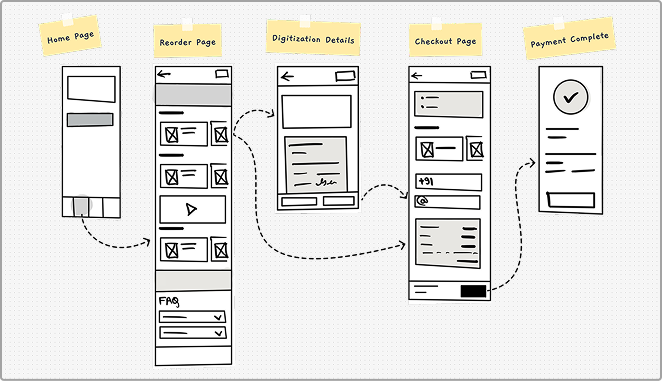 Home Page
Reorder Page
Digitization Details
Checkout Page
Payment Complete
+91
@
FAQ